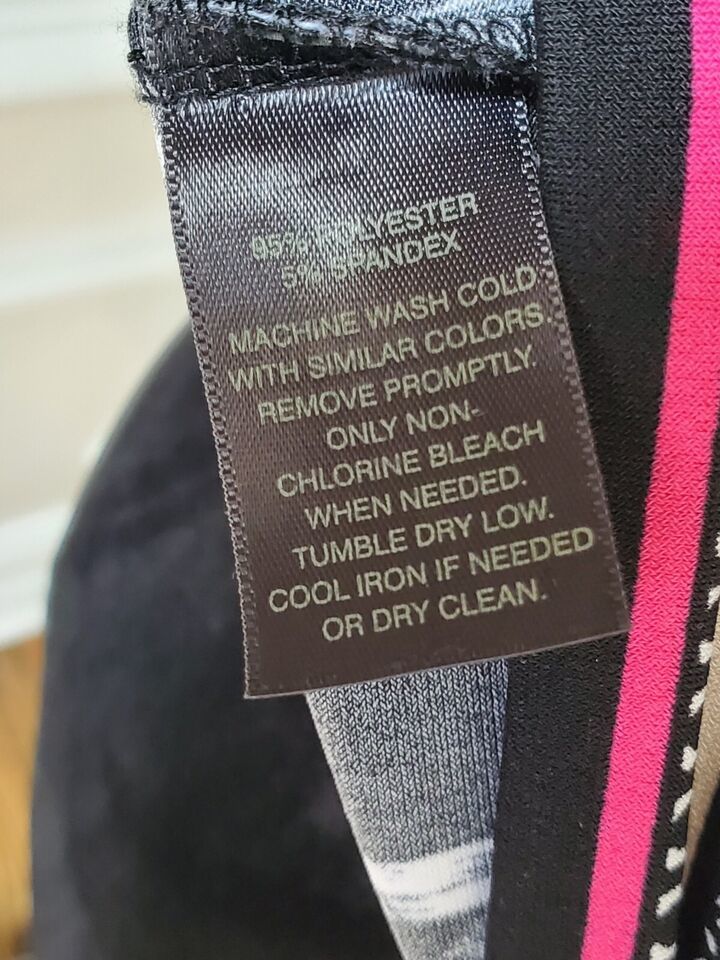 95% POLYESTER
5% SPANDEX
MACHINE WASH COLD
WITH SIMILAR COLORS.
REMOVE PROMPTLY.
ONLY NON-
CHLORINE BLEACH
WHEN NEEDED.
TUMBLE DRY LOW.
COOL IRON IF NEEDED
OR DRY CLEAN.